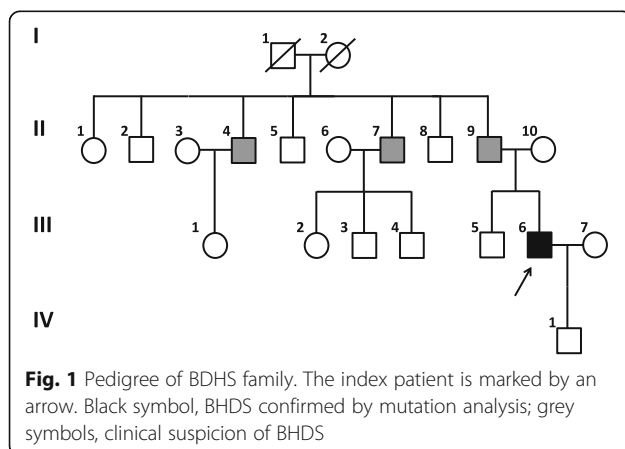 I
1 2
II
1 2 3 4 5 6 7 8 9 10
III
1 2 3 4 5 6 7
IV
1
Fig. 1 Pedigree of BDHS family. The index patient is marked by an
arrow. Black symbol, BHDS confirmed by mutation analysis; grey
symbols, clinical suspicion of BHDS